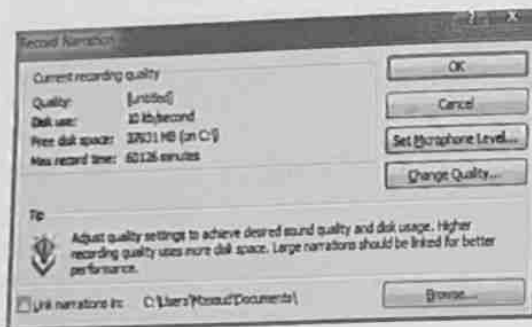 Record Narration
Current recording quality
Quality: [untitled]
Disk use: 10 kb/second
Free disk space: 37631 MB (on C:\)
Max record time: 60126 minutes
OK
Cancel
Set Microphone Level...
Change Quality...
Tip
Adjust quality settings to achieve desired sound quality and disk usage. Higher
recording quality uses more disk space. Large narrations should be linked for better
performance.
Link narrations in: C:\Users\Masoud\Documents\
Browse...